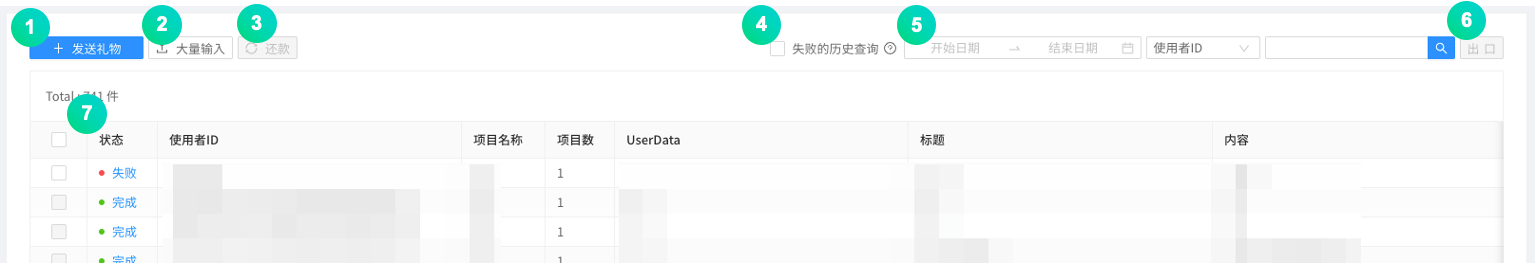 1 2 3 4 5 6
+ 发送礼物 大量输入 还款 失败的历史查询 开始日期 → 结束日期 使用者ID 出 口
Total : 741 件
7
状态 使用者ID 项目名称 项目数 UserData 标题 内容
失败 1
完成 1
完成 1
完成 1